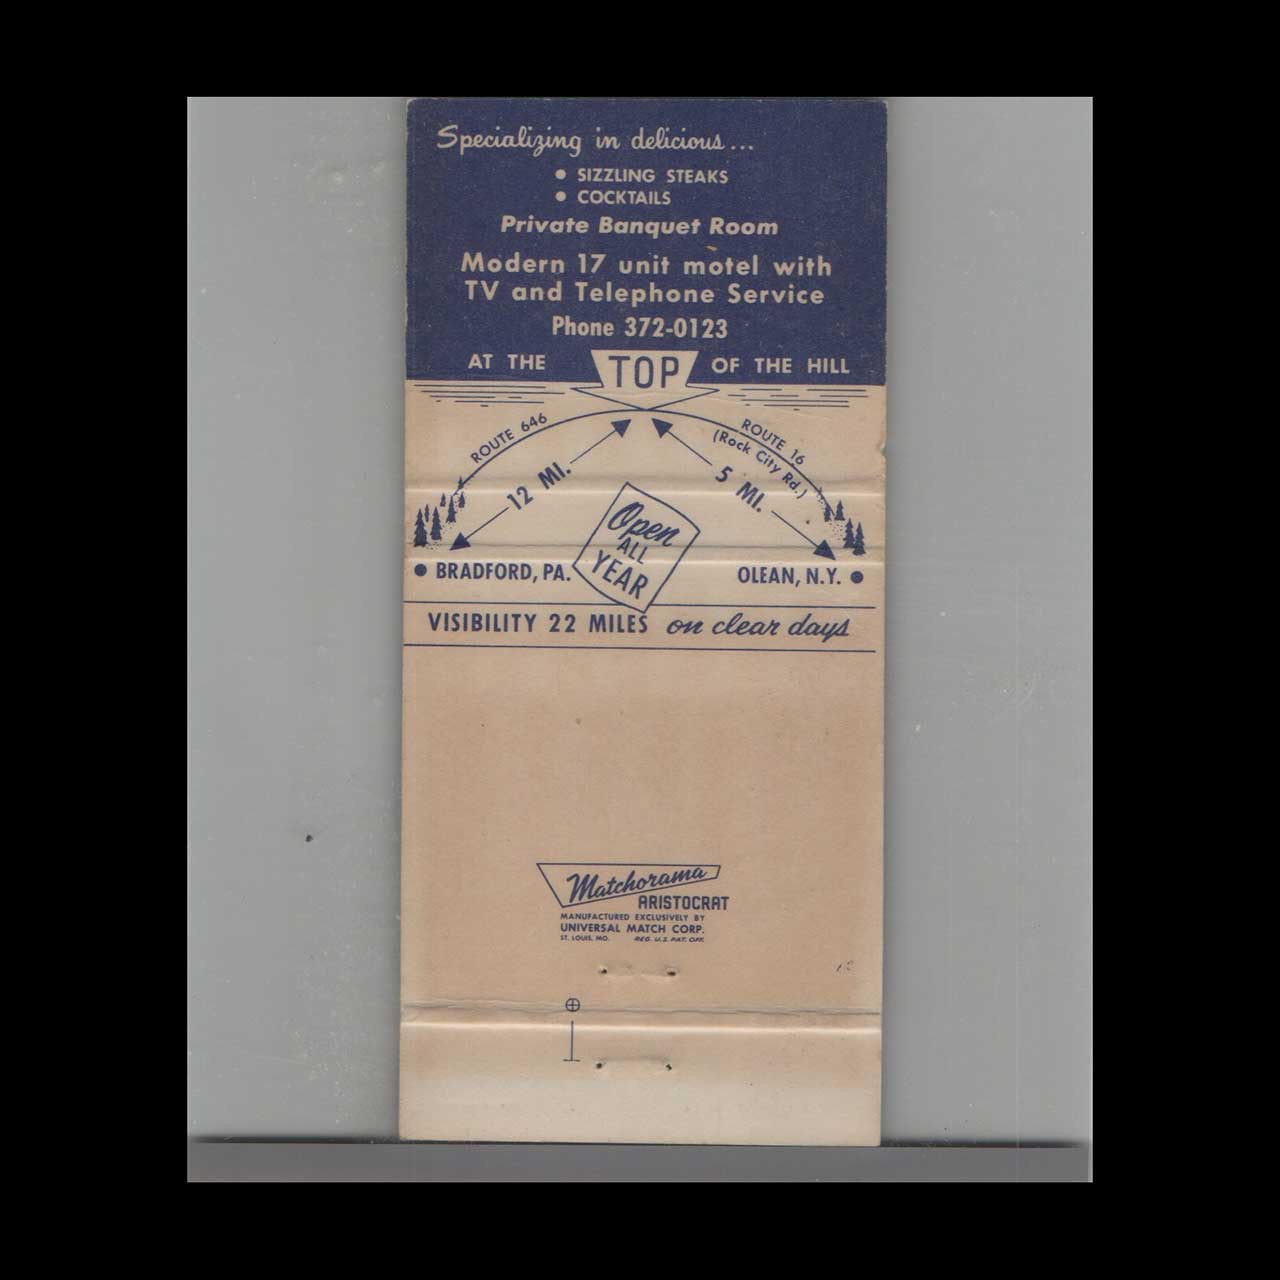 Specializing in delicious...
• SIZZLING STEAKS
• COCKTAILS
Private Banquet Room
Modern 17 unit motel with
TV and Telephone Service
Phone 372-0123
AT THE TOP OF THE HILL
ROUTE 646
ROUTE 16
(Rock City Rd.)
12 MI.
5 MI.
Open
ALL
YEAR
• BRADFORD, PA.
OLEAN, N.Y. •
VISIBILITY 22 MILES on clear days
Matchorama
ARISTOCRAT
MANUFACTURED EXCLUSIVELY BY
UNIVERSAL MATCH CORP.
ST. LOUIS, MO. REG. U.S. PAT. OFF.